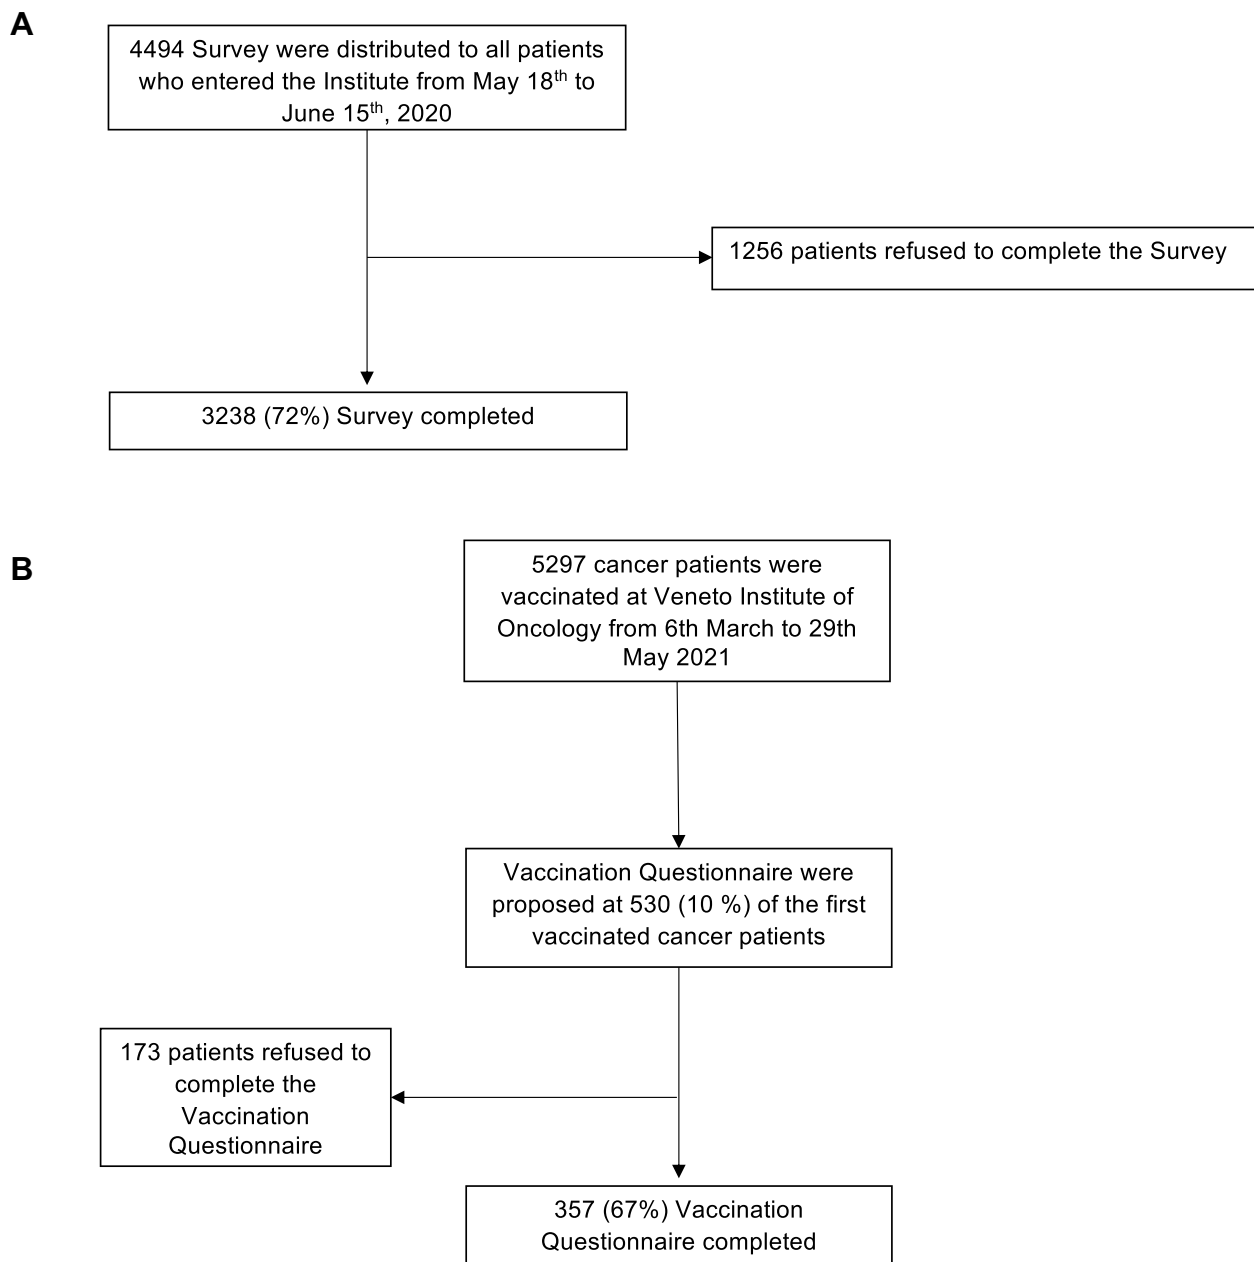 A
4494 Survey were distributed to all patients
who entered the Institute from May 18th to
June 15th, 2020
1256 patients refused to complete the Survey
3238 (72%) Survey completed
B
5297 cancer patients were
vaccinated at Veneto Institute of
Oncology from 6th March to 29th
May 2021
Vaccination Questionnaire were
proposed at 530 (10 %) of the first
vaccinated cancer patients
173 patients refused to
complete the
Vaccination
Questionnaire
357 (67%) Vaccination
Questionnaire completed